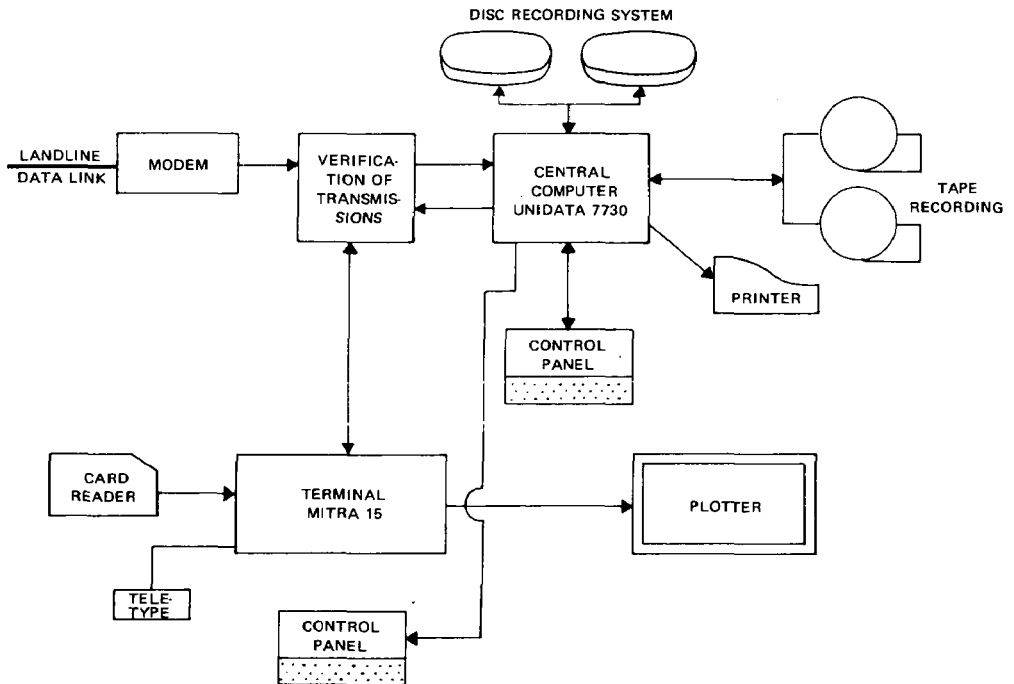 DISC RECORDING SYSTEM
LANDLINE
DATA LINK
MODEM
VERIFICA-
TION OF
TRANSMIS-
SIONS
CENTRAL
COMPUTER
UNIDATA 7730
TAPE
RECORDING
PRINTER
CONTROL
PANEL
CARD
READER
TERMINAL
MITRA 15
PLOTTER
TELE-
TYPE
CONTROL
PANEL